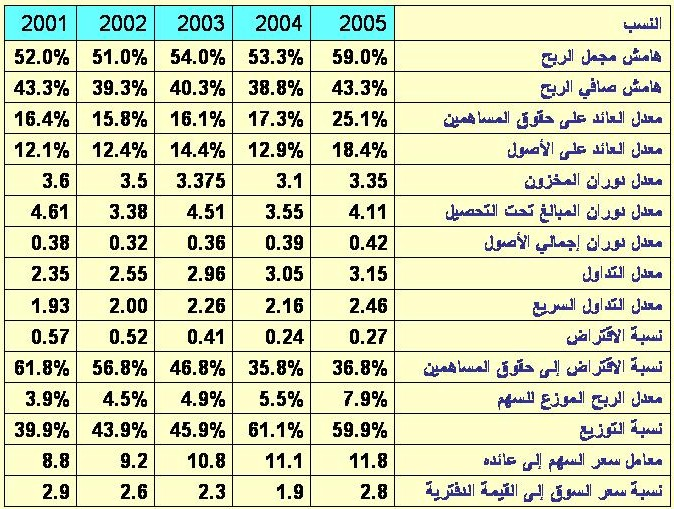 النسب 2005 2004 2003 2002 2001
هامش مجمل الربح 59.0% 53.3% 54.0% 51.0% 52.0%
هامش صافي الربح 43.3% 38.8% 40.3% 39.3% 43.3%
معدل العائد على حقوق المساهمين 25.1% 17.3% 16.1% 15.8% 16.4%
معدل العائد على الأصول 18.4% 12.9% 14.4% 12.4% 12.1%
معدل دوران المخزون 3.35 3.1 3.375 3.5 3.6
معدل دوران المبالغ تحت التحصيل 4.11 3.55 4.51 3.38 4.61
معدل دوران إجمالي الأصول 0.42 0.39 0.36 0.32 0.38
معدل التداول 3.15 3.05 2.96 2.55 2.35
معدل التداول السريع 2.46 2.16 2.26 2.00 1.93
نسبة الاقتراض 0.27 0.24 0.41 0.52 0.57
نسبة الاقتراض إلى حقوق المساهمين 36.8% 35.8% 46.8% 56.8% 61.8%
معدل الربح الموزع للسهم 7.9% 5.5% 4.9% 4.5% 3.9%
نسبة التوزيع 59.9% 61.1% 45.9% 43.9% 39.9%
معامل سعر السهم إلى عائده 11.8 11.1 10.8 9.2 8.8
نسبة سعر السوق إلى القيمة الدفترية 2.8 1.9 2.3 2.6 2.9